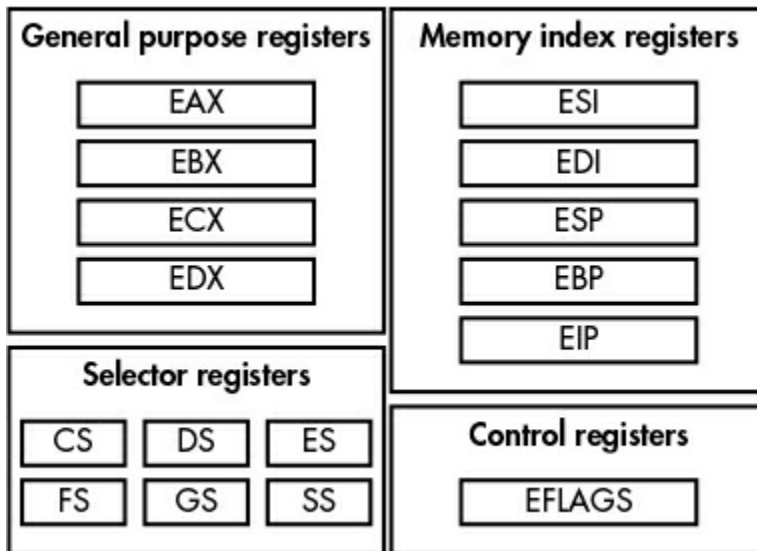 General purpose registers
EAX
EBX
ECX
EDX
Memory index registers
ESI
EDI
ESP
EBP
EIP
Selector registers
CS DS ES
FS GS SS
Control registers
EFLAGS